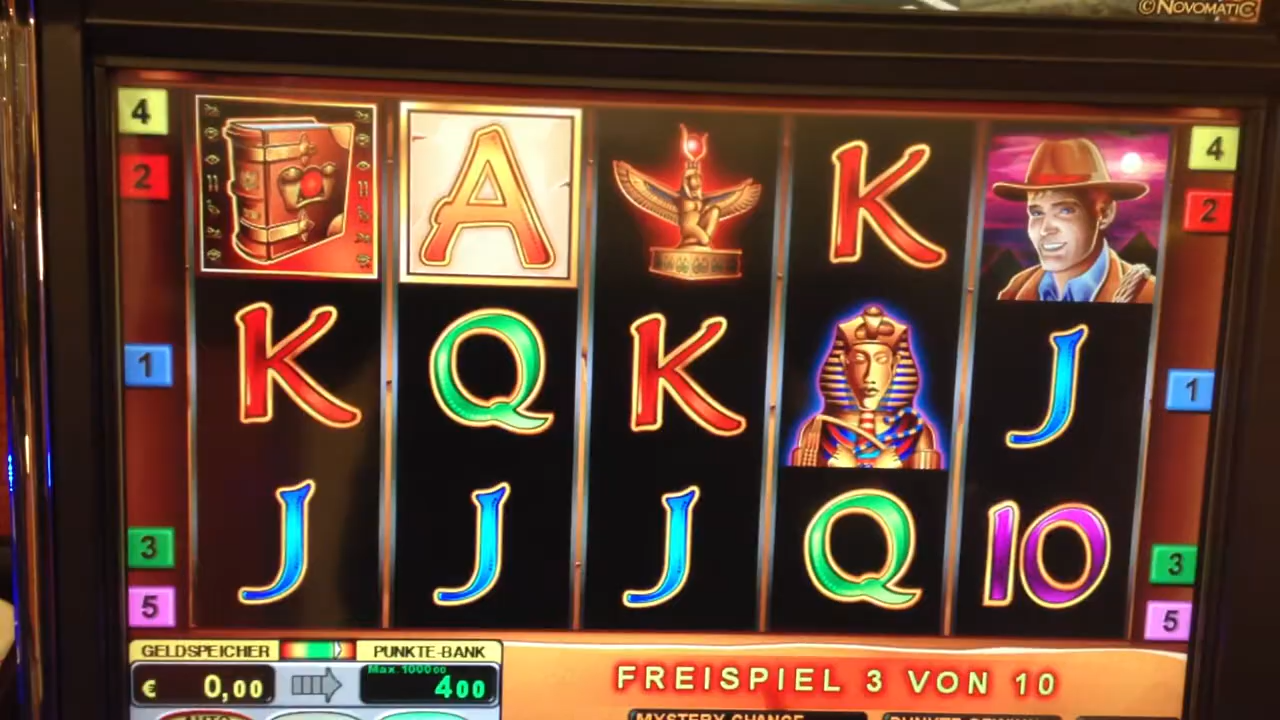 ©NOVOMATIC
4 A K 4
2 2
1 K Q K J 1
3 J J J Q 10 3
5 5
GELDSPEICHER PUNKTE-BANK
€ 0,00 Max. 1000 00 400
FREISPIEL 3 VON 10
MYSTERY CHANCE